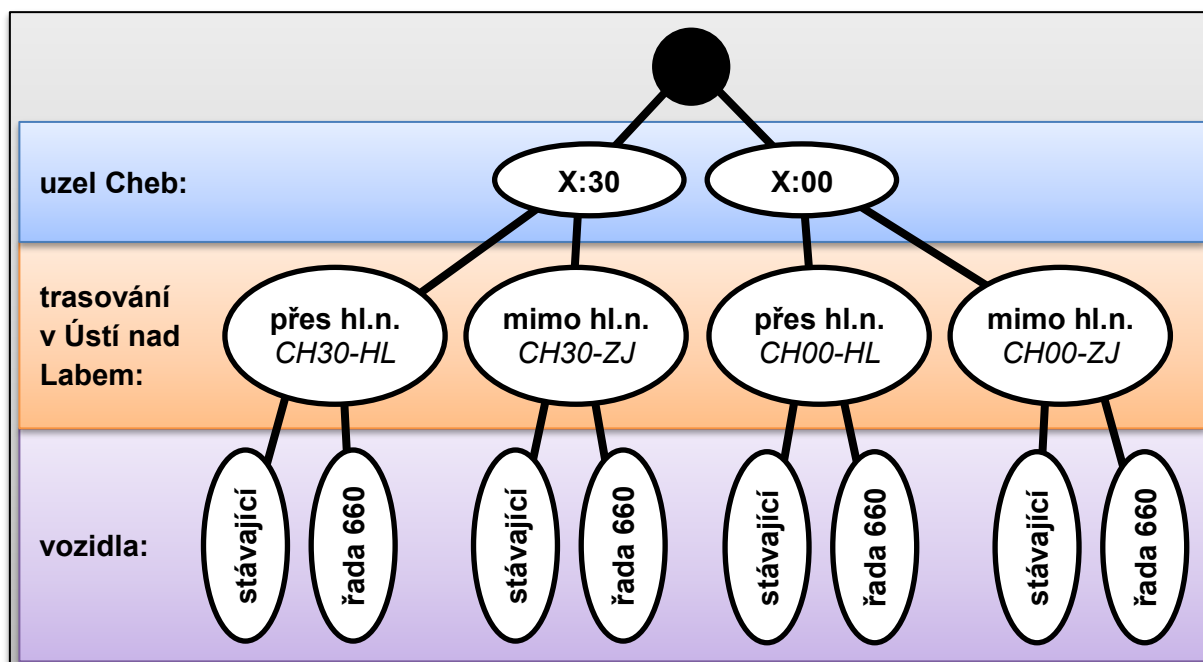 uzel Cheb:
X:30
X:00
trasování
v Ústí nad
Labem:
přes hl.n.
CH30-HL
mimo hl.n.
CH30-ZJ
přes hl.n.
CH00-HL
mimo hl.n.
CH00-ZJ
vozidla:
stávající
řada 660
stávající
řada 660
stávající
řada 660
stávající
řada 660